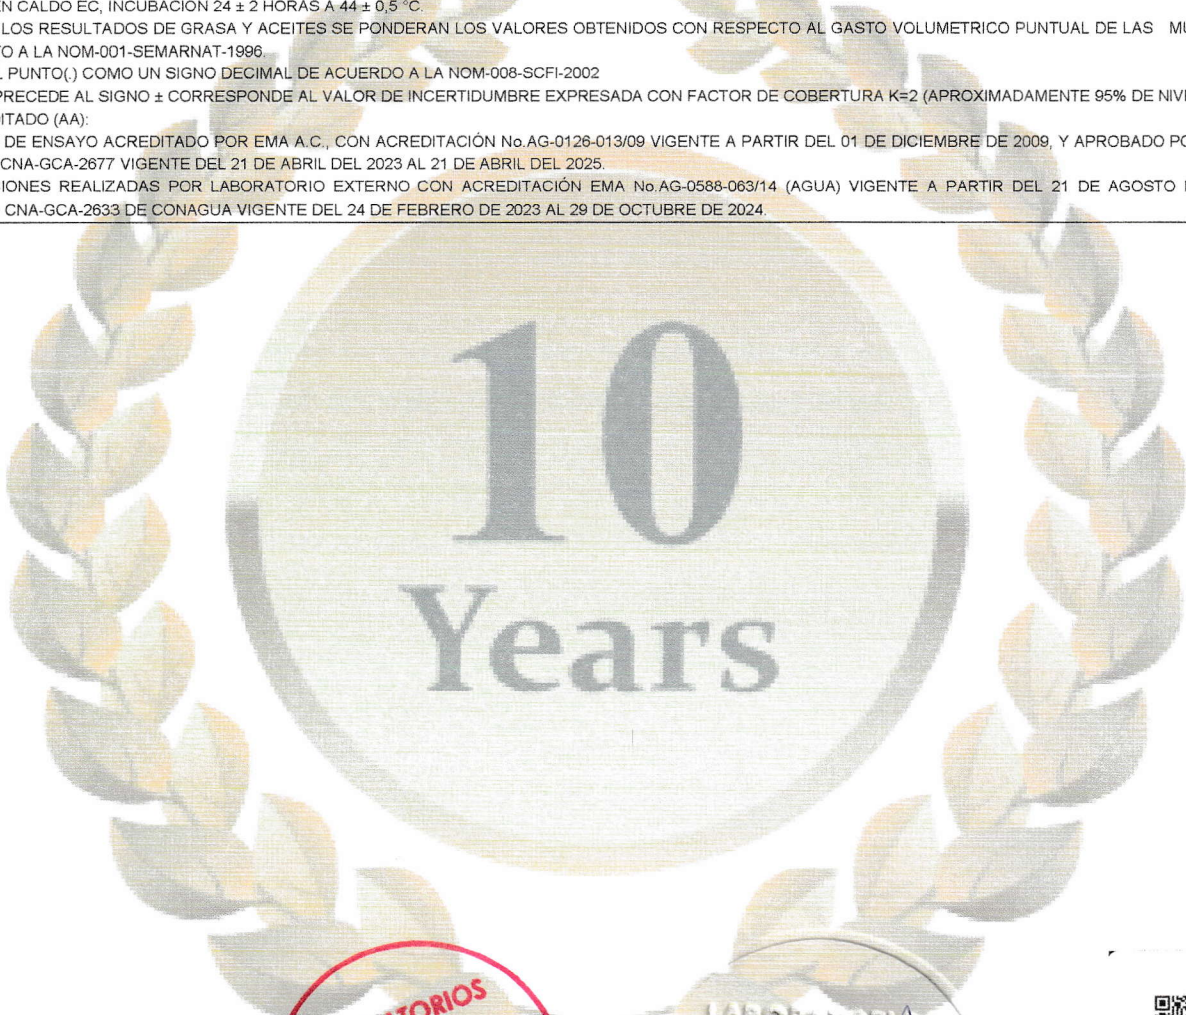 EN CALDO EC, INCUBACION 24 ± 2 HORAS A 44 ± 0,5 °C.
LOS RESULTADOS DE GRASA Y ACEITES SE PONDERAN LOS VALORES OBTENIDOS CON RESPECTO AL GASTO VOLUMETRICO PUNTUAL DE LAS MU
TO A LA NOM-001-SEMARNAT-1996.
L PUNTO(.) COMO UN SIGNO DECIMAL DE ACUERDO A LA NOM-008-SCFI-2002
PRECEDE AL SIGNO ± CORRESPONDE AL VALOR DE INCERTIDUMBRE EXPRESADA CON FACTOR DE COBERTURA K=2 (APROXIMADAMENTE 95% DE NIV
DITADO (AA):
DE ENSAYO ACREDITADO POR EMA A.C., CON ACREDITACIÓN No.AG-0126-013/09 VIGENTE A PARTIR DEL 01 DE DICIEMBRE DE 2009, Y APROBADO PO
CNA-GCA-2677 VIGENTE DEL 21 DE ABRIL DEL 2023 AL 21 DE ABRIL DEL 2025.
CIONES REALIZADAS POR LABORATORIO EXTERNO CON ACREDITACIÓN EMA No.AG-0588-063/14 (AGUA) VIGENTE A PARTIR DEL 21 DE AGOSTO
CNA-GCA-2633 DE CONAGUA VIGENTE DEL 24 DE FEBRERO DE 2023 AL 29 DE OCTUBRE DE 2024.
10
Years
TORIOS